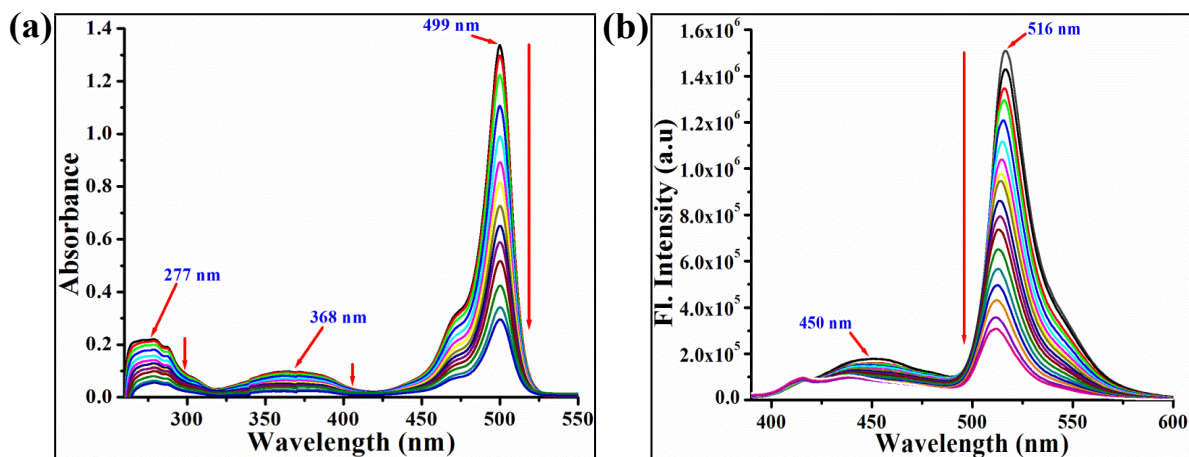 (a)
499 nm
277 nm
368 nm
Absorbance
1.4
1.2
1.0
0.8
0.6
0.4
0.2
0.0
300 350 400 450 500 550
Wavelength (nm)
(b)
516 nm
450 nm
Fl. Intensity (a.u)
1.6x10⁶
1.4x10⁶
1.2x10⁶
1.0x10⁶
8.0x10⁵
6.0x10⁵
4.0x10⁵
2.0x10⁵
0.0
400 450 500 550 600
Wavelength (nm)